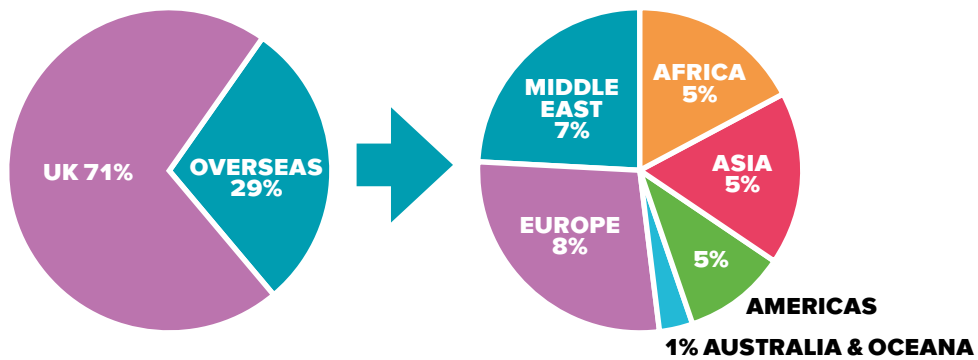 UK 71%
OVERSEAS
29%
MIDDLE
EAST
7%
AFRICA
5%
ASIA
5%
EUROPE
8%
5%
AMERICAS
1% AUSTRALIA & OCEANA